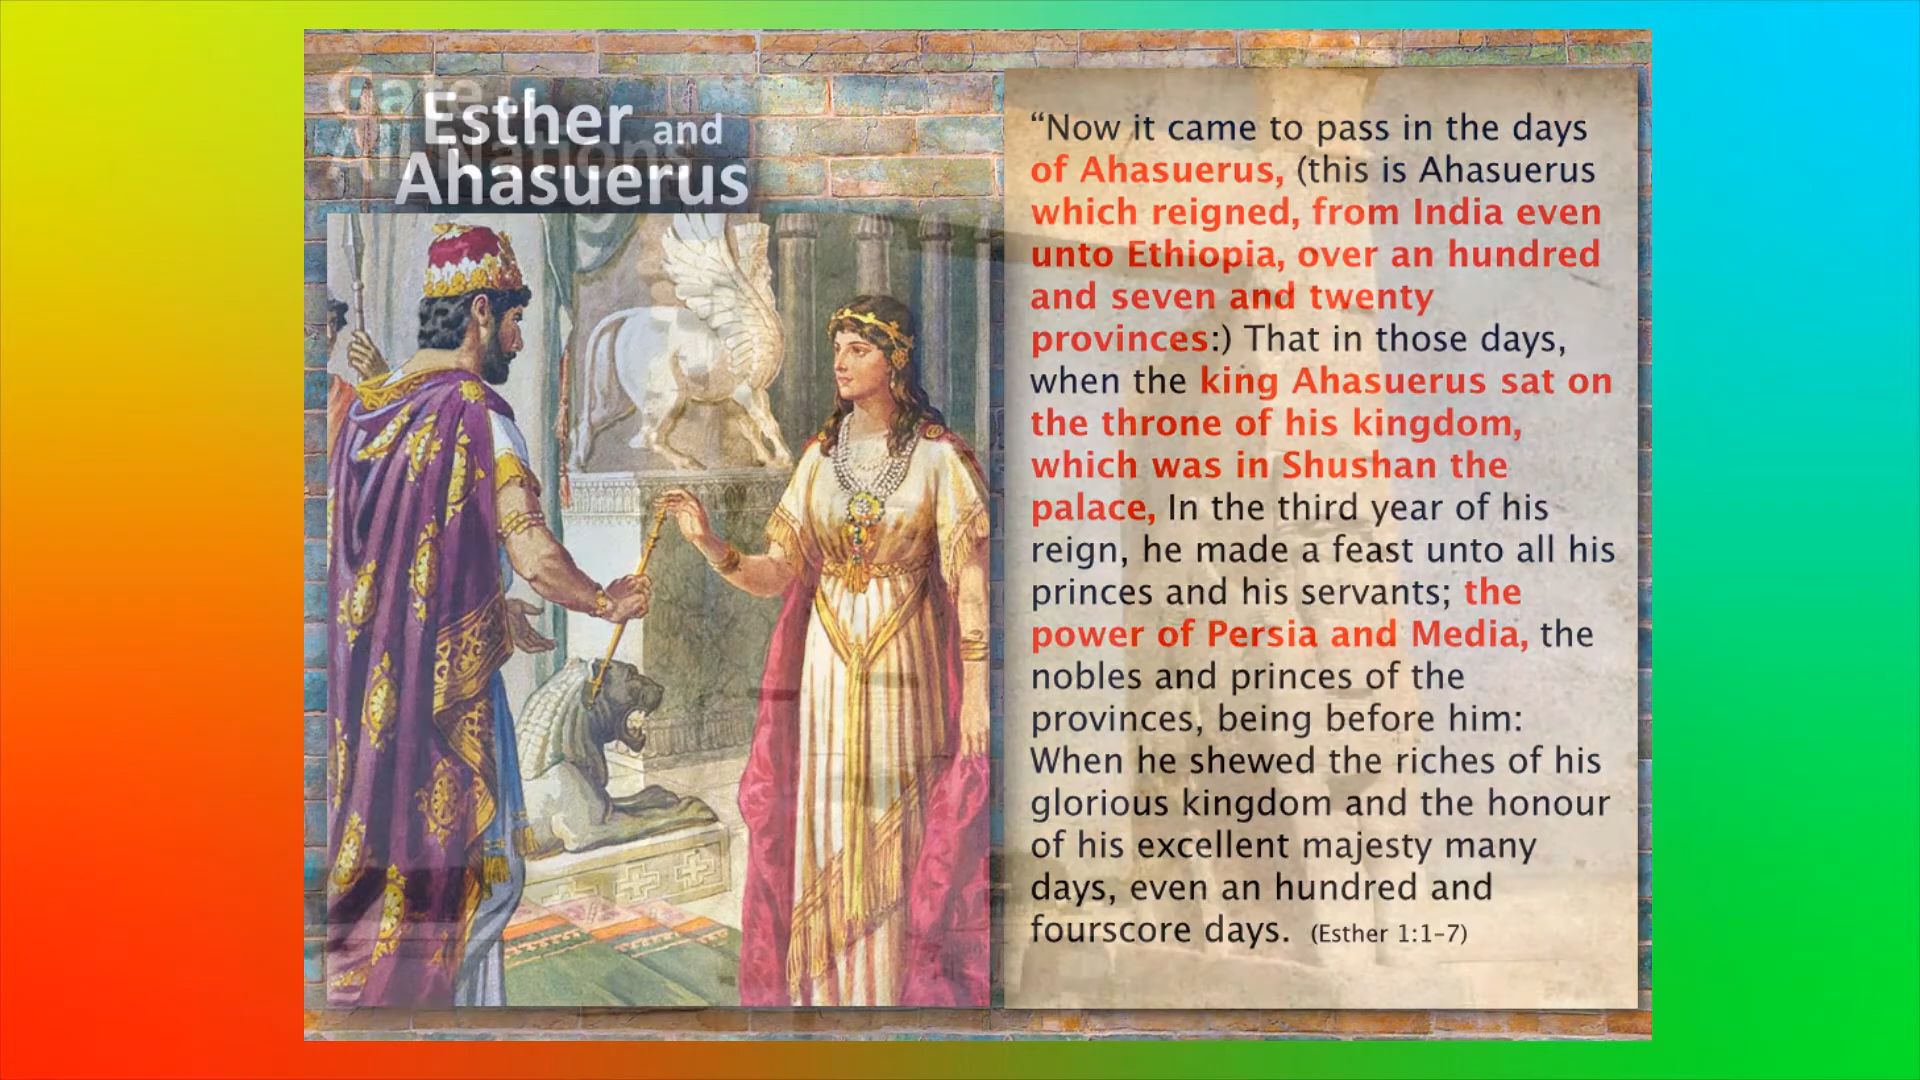 Gate
All Nations
Esther and
Ahasuerus
“Now it came to pass in the days
of Ahasuerus, (this is Ahasuerus
which reigned, from India even
unto Ethiopia, over an hundred
and seven and twenty
provinces:) That in those days,
when the king Ahasuerus sat on
the throne of his kingdom,
which was in Shushan the
palace, In the third year of his
reign, he made a feast unto all his
princes and his servants; the
power of Persia and Media, the
nobles and princes of the
provinces, being before him:
When he shewed the riches of his
glorious kingdom and the honour
of his excellent majesty many
days, even an hundred and
fourscore days. (Esther 1:1-7)